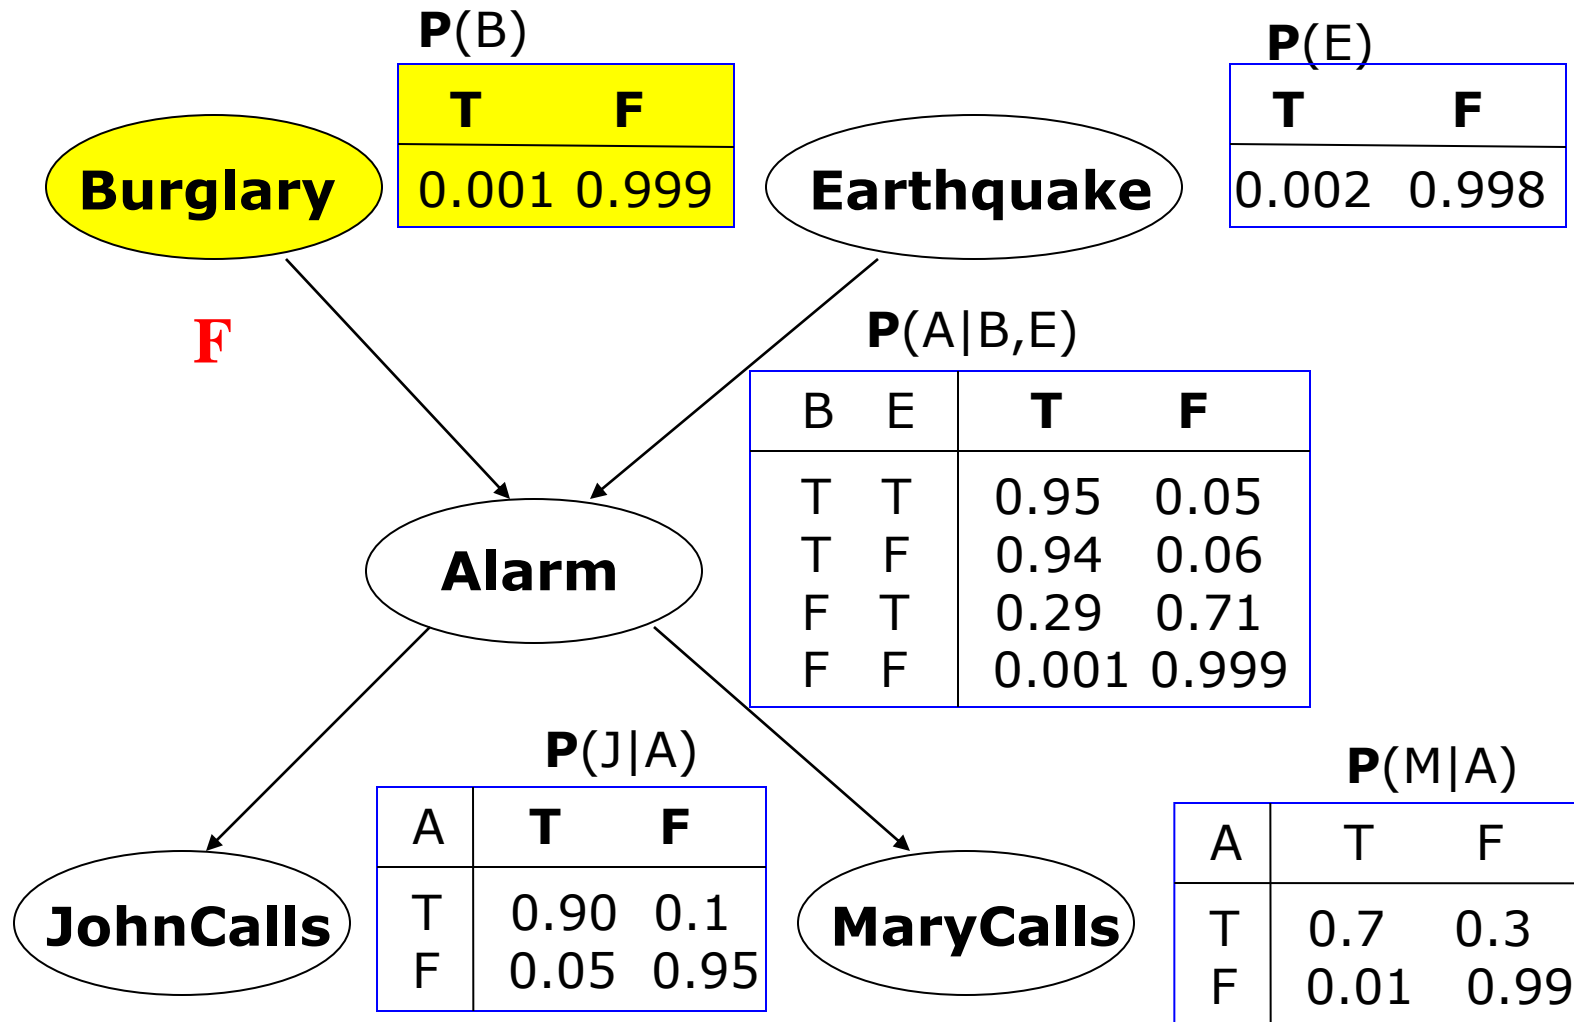 P(B)
T F
0.001 0.999
Burglary
P(E)
T F
0.002 0.998
Earthquake
F
P(A|B,E)
B E T F
T T 0.95 0.05
T F 0.94 0.06
F T 0.29 0.71
F F 0.001 0.999
Alarm
P(J|A)
A T F
T 0.90 0.1
F 0.05 0.95
JohnCalls
P(M|A)
A T F
T 0.7 0.3
F 0.01 0.99
MaryCalls